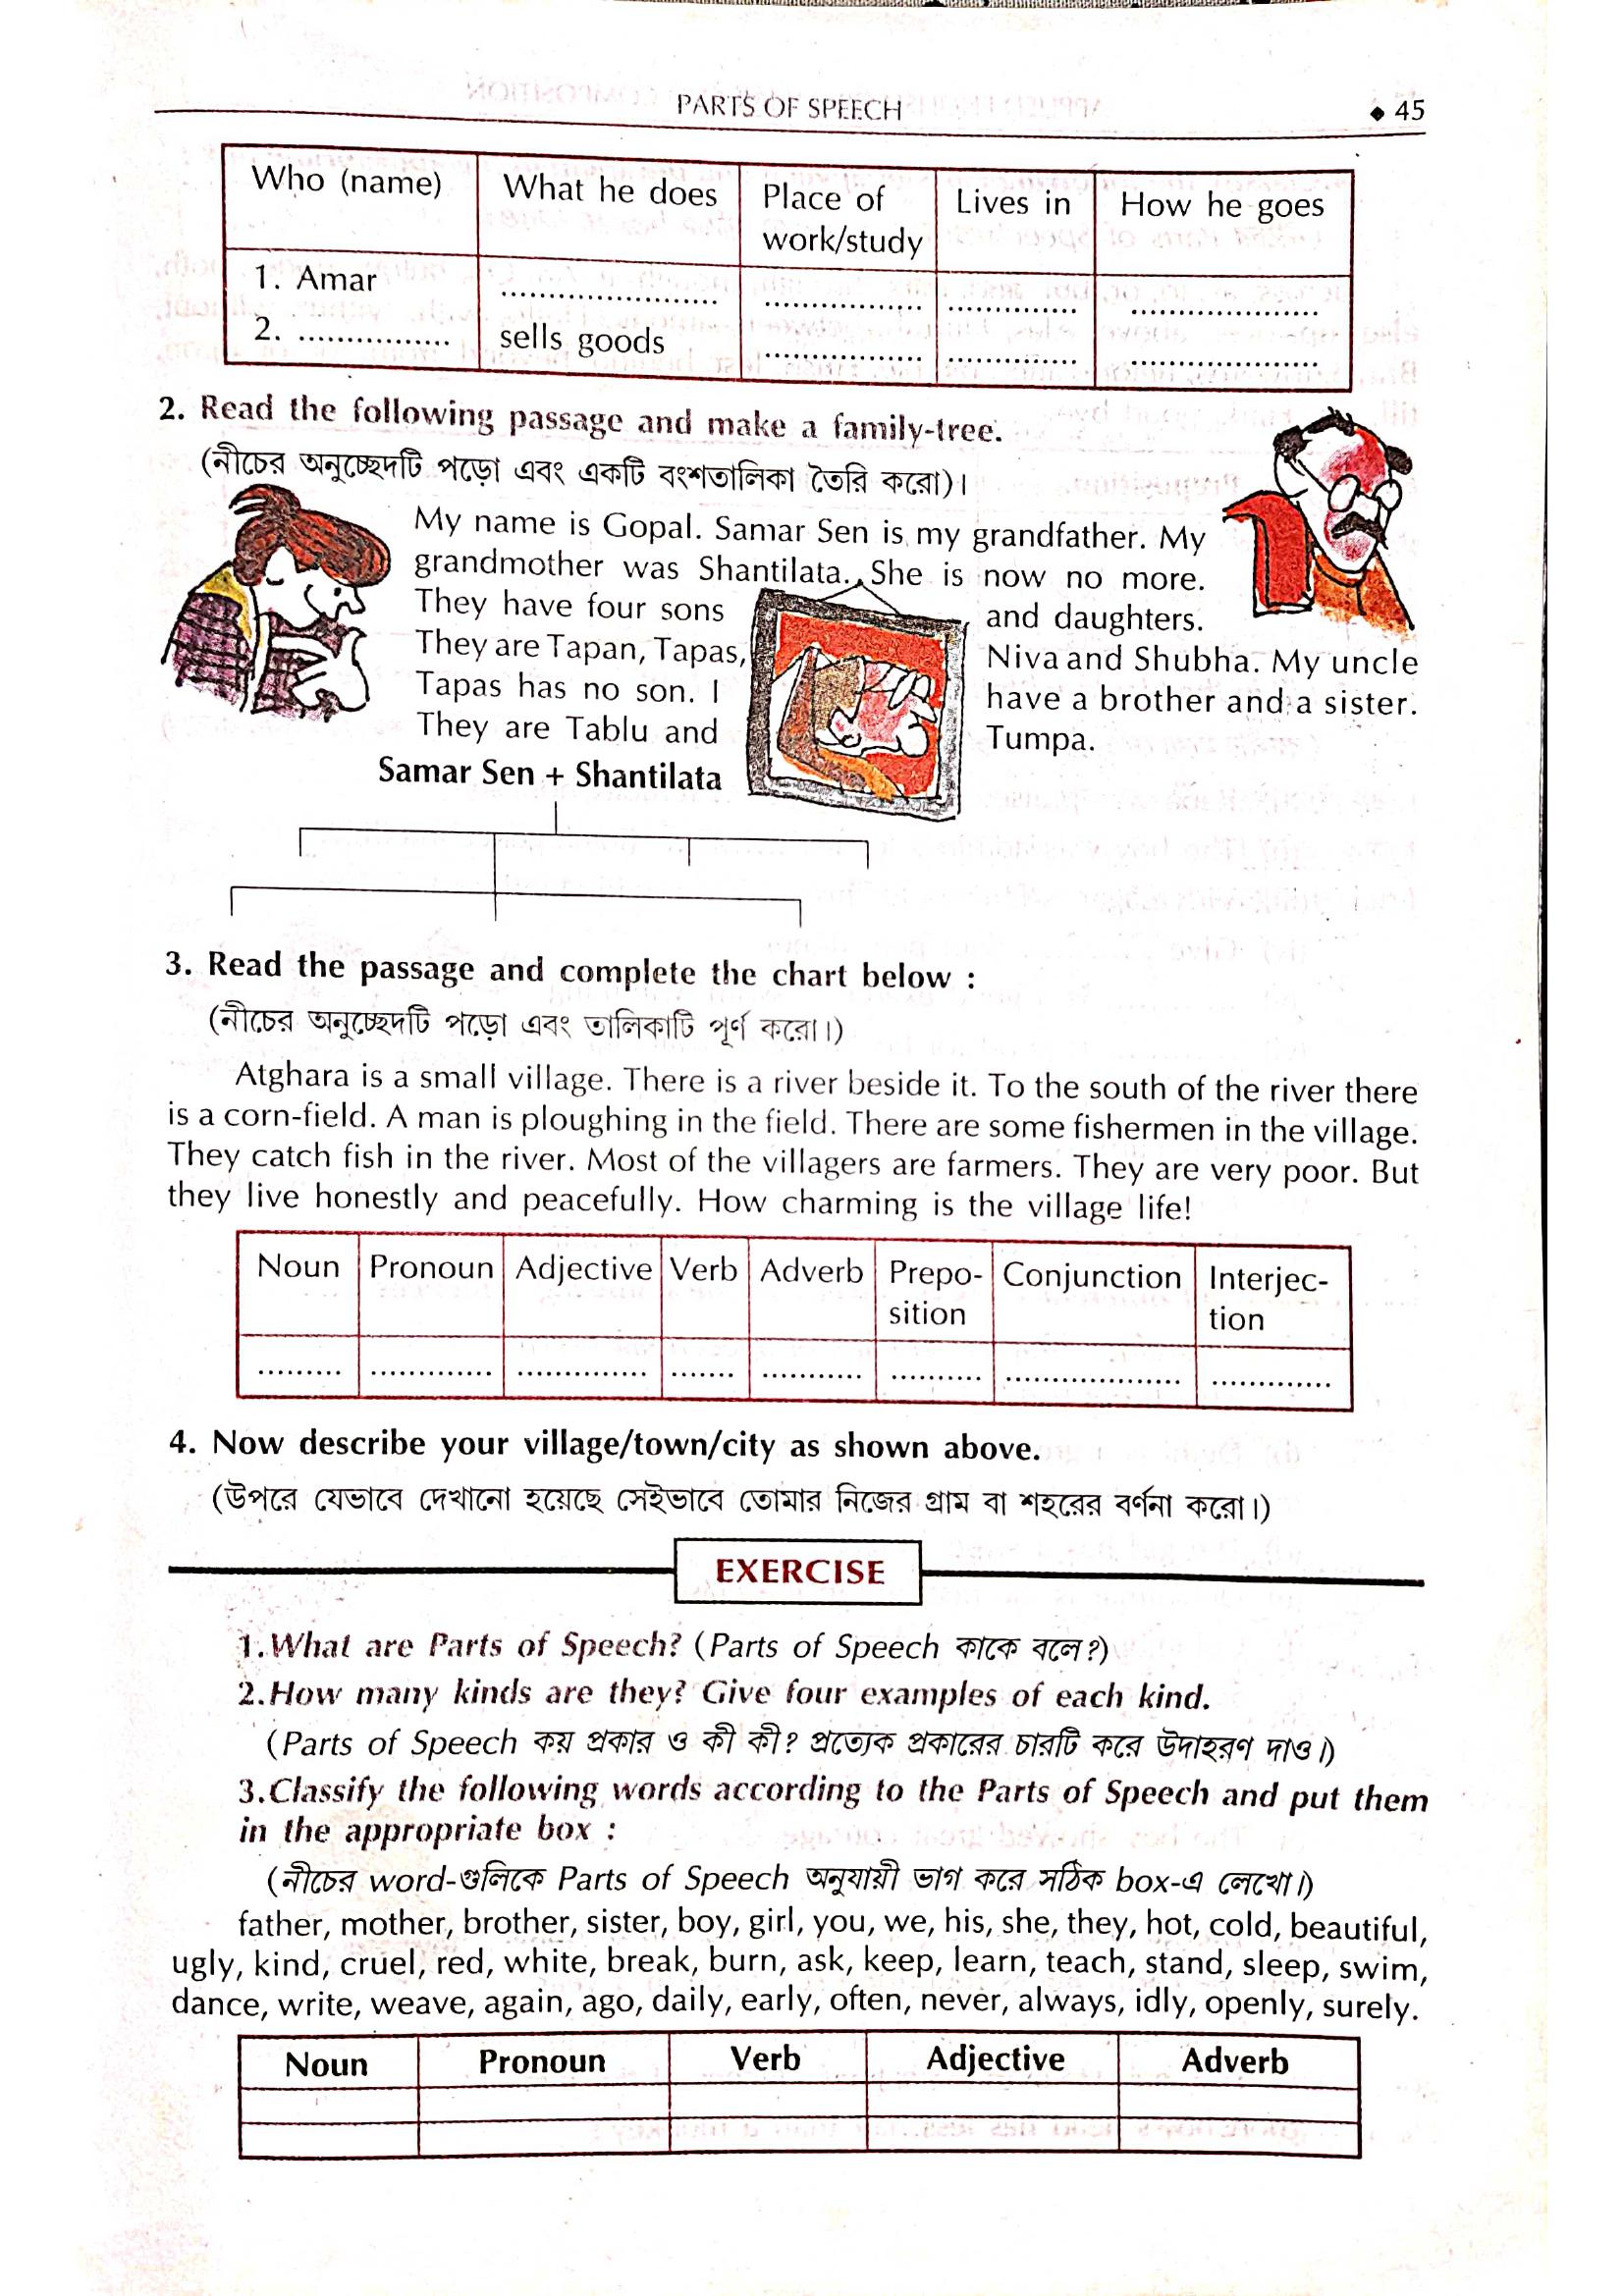 PARTS OF SPEECH
◆ 45
Who (name) What he does Place of work/study Lives in How he goes
1. Amar ...................... ................ ............. ...................
2. ................ sells goods ................ ............. ...................
2. Read the following passage and make a family-tree.
(নীচের অনুচ্ছেদটি পড়ো এবং একটি বংশতালিকা তৈরি করো)।
My name is Gopal. Samar Sen is my grandfather. My
grandmother was Shantilata. She is now no more.
They have four sons and daughters.
They are Tapan, Tapas, Niva and Shubha. My uncle
Tapas has no son. I have a brother and a sister.
They are Tablu and Tumpa.
Samar Sen + Shantilata
3. Read the passage and complete the chart below :
(নীচের অনুচ্ছেদটি পড়ো এবং তালিকাটি পূর্ণ করো।)
Atghara is a small village. There is a river beside it. To the south of the river there
is a corn-field. A man is ploughing in the field. There are some fishermen in the village.
They catch fish in the river. Most of the villagers are farmers. They are very poor. But
they live honestly and peacefully. How charming is the village life!
Noun Pronoun Adjective Verb Adverb Prepo-sition Conjunction Interjec-tion
......... ............. .............. ....... ........... .......... .................. .............
4. Now describe your village/town/city as shown above.
(উপরে যেভাবে দেখানো হয়েছে সেইভাবে তোমার নিজের গ্রাম বা শহরের বর্ণনা করো।)
EXERCISE
1.What are Parts of Speech? (Parts of Speech কাকে বলে?)
2.How many kinds are they? Give four examples of each kind.
(Parts of Speech কয় প্রকার ও কী কী? প্রত্যেক প্রকারের চারটি করে উদাহরণ দাও।)
3.Classify the following words according to the Parts of Speech and put them
in the appropriate box :
(নীচের word-গুলিকে Parts of Speech অনুযায়ী ভাগ করে সঠিক box-এ লেখো।)
father, mother, brother, sister, boy, girl, you, we, his, she, they, hot, cold, beautiful,
ugly, kind, cruel, red, white, break, burn, ask, keep, learn, teach, stand, sleep, swim,
dance, write, weave, again, ago, daily, early, often, never, always, idly, openly, surely.
Noun Pronoun Verb Adjective Adverb